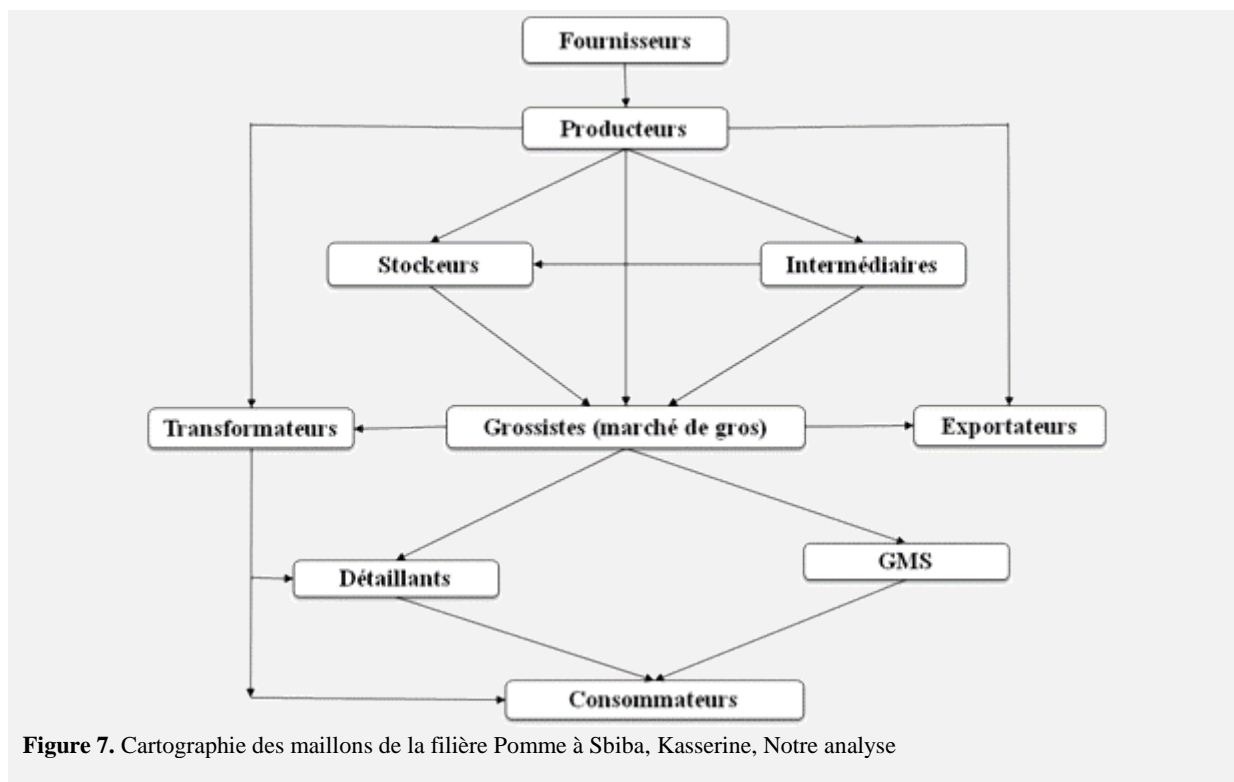 Fournisseurs
Producteurs
Stockeurs
Intermédiaires
Transformateurs
Grossistes (marché de gros)
Exportateurs
Détaillants
GMS
Consommateurs
Figure 7. Cartographie des maillons de la filière Pomme à Sbiba, Kasserine, Notre analyse